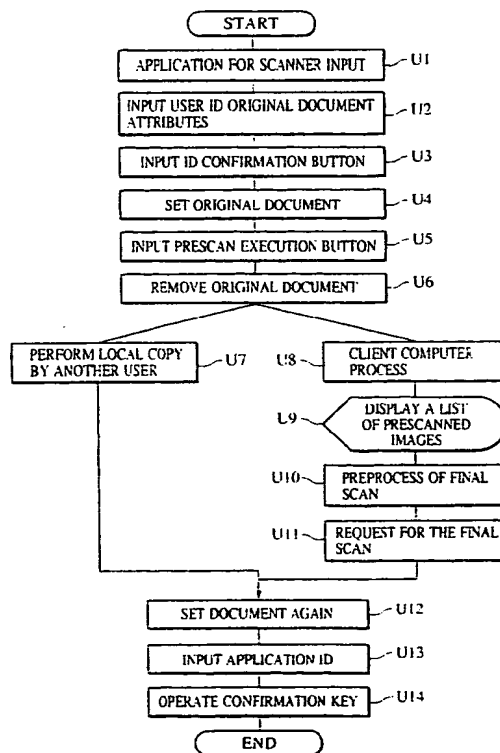 START
APPLICATION FOR SCANNER INPUT
U1
INPUT USER ID ORIGINAL DOCUMENT
ATTRIBUTES
U2
INPUT ID CONFIRMATION BUTTON
U3
SET ORIGINAL DOCUMENT
U4
INPUT PRESCAN EXECUTION BUTTON
U5
REMOVE ORIGINAL DOCUMENT
U6
PERFORM LOCAL COPY
BY ANOTHER USER
U7
U8
CLIENT COMPUTER
PROCESS
U9
DISPLAY A LIST
OF PRESCANNED
IMAGES
U10
PREPROCESS OF FINAL
SCAN
U11
REQUEST FOR THE FINAL
SCAN
SET DOCUMENT AGAIN
U12
INPUT APPLICATION ID
U13
OPERATE CONFIRMATION KEY
U14
END